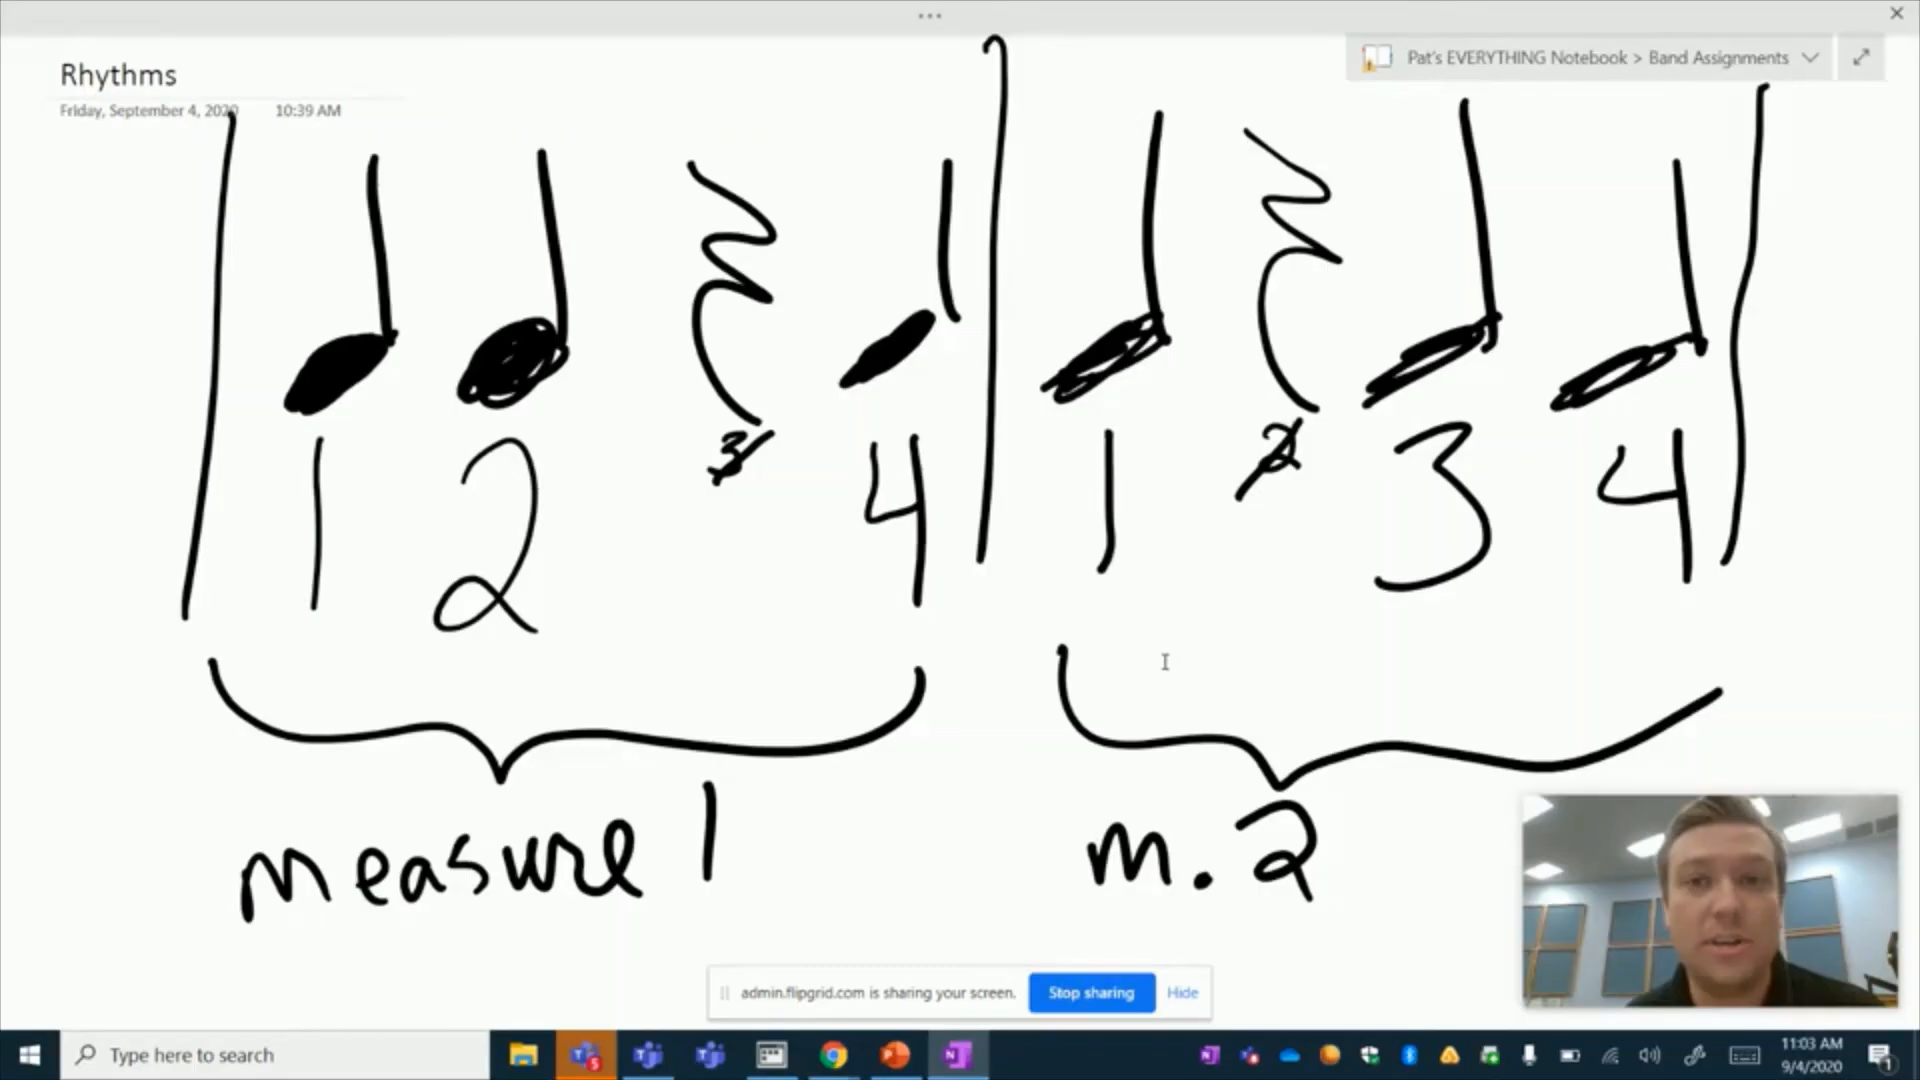 Rhythms
Friday, September 4, 2020 10:39 AM
Pat's EVERYTHING Notebook > Band Assignments
1 2 3 4 1 2 3 4
measure 1 m. 2
admin.flipgrid.com is sharing your screen. Stop sharing Hide
Type here to search
5
11:03 AM
9/4/2020
1